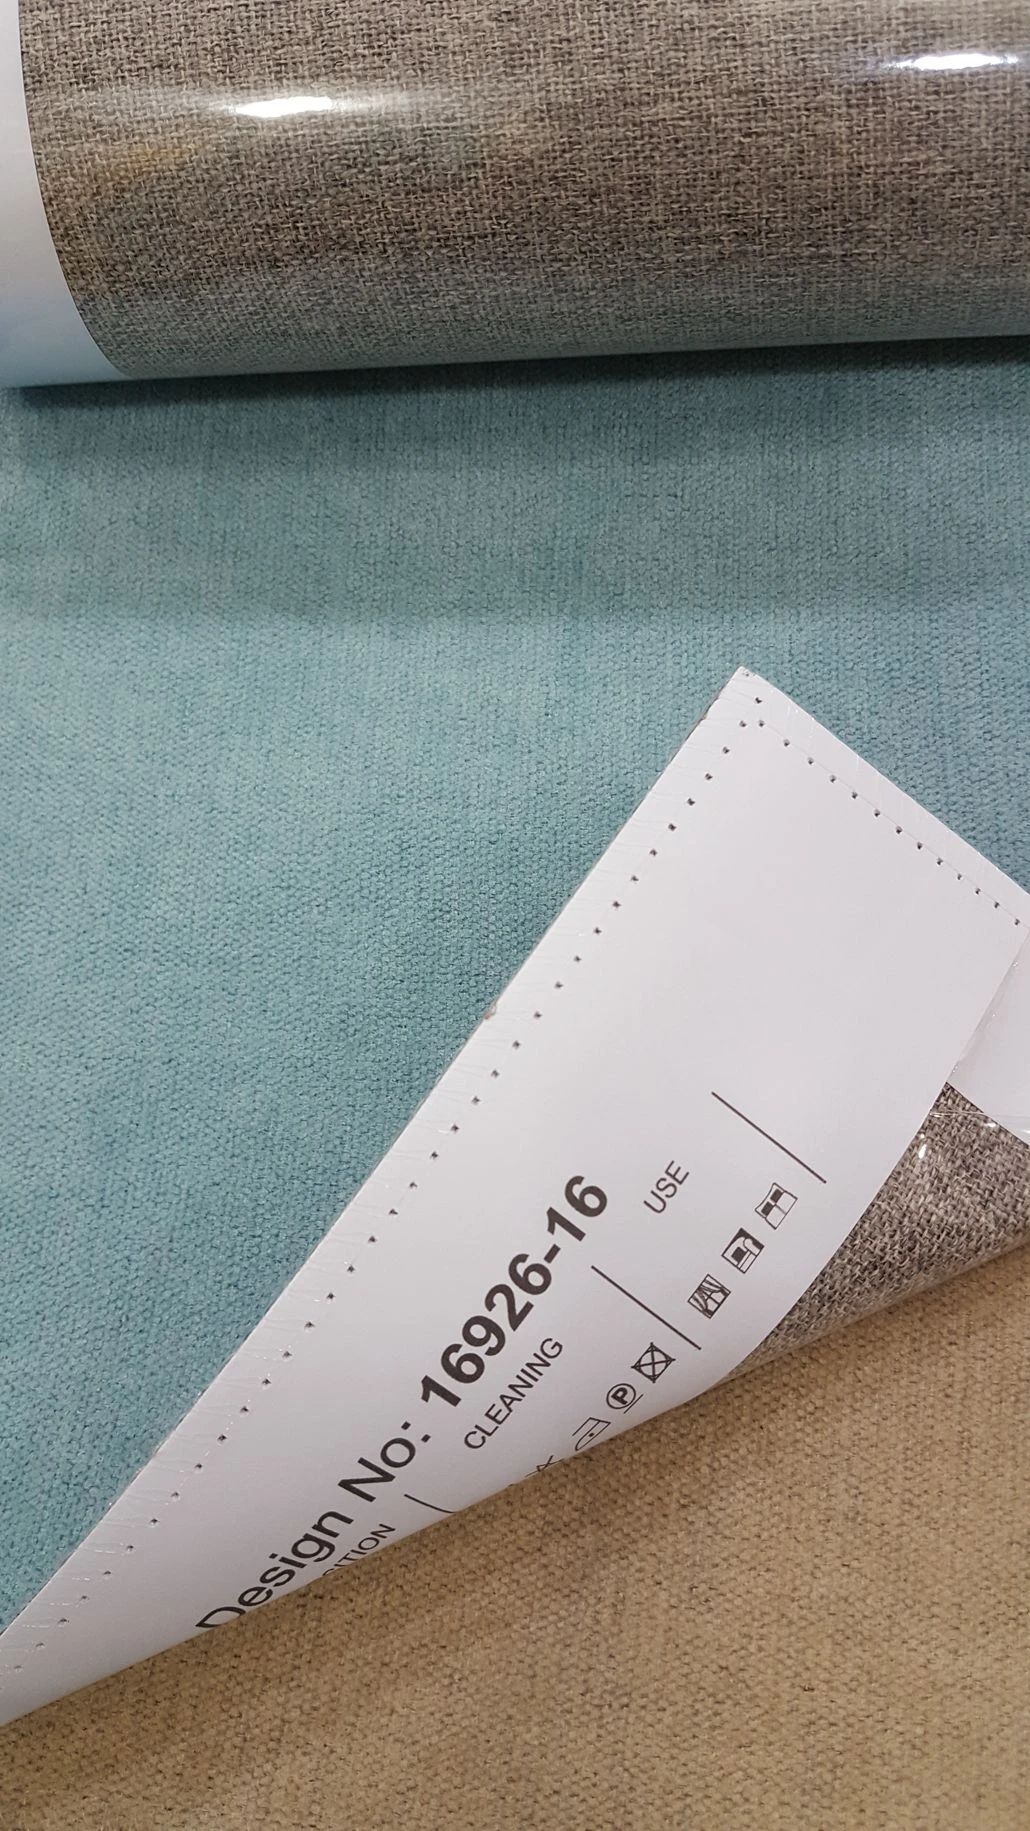 Design No: 16926-16
CLEANING
USE
P